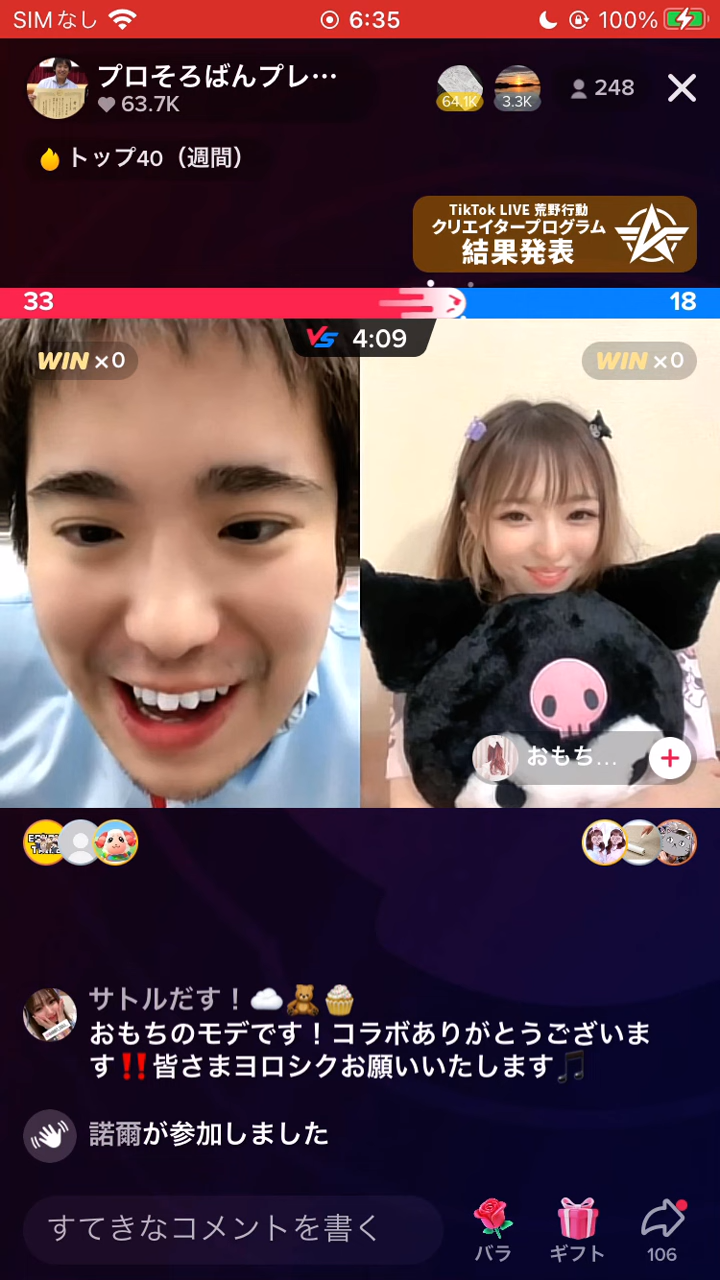 SIMなし
6:35
100%
プロそろばんプレ…
63.7K
64.1K
3.3K
248
トップ40（週間）
TikTok LIVE 荒野行動
クリエイタープログラム
結果発表
33
18
VS 4:09
WIN ×0
WIN ×0
おもち…
サトルだす！
おもちのモデです！コラボありがとうございま
す‼️皆さまヨロシクお願いいたします🎵
諾爾が参加しました
すてきなコメントを書く
バラ
ギフト
106